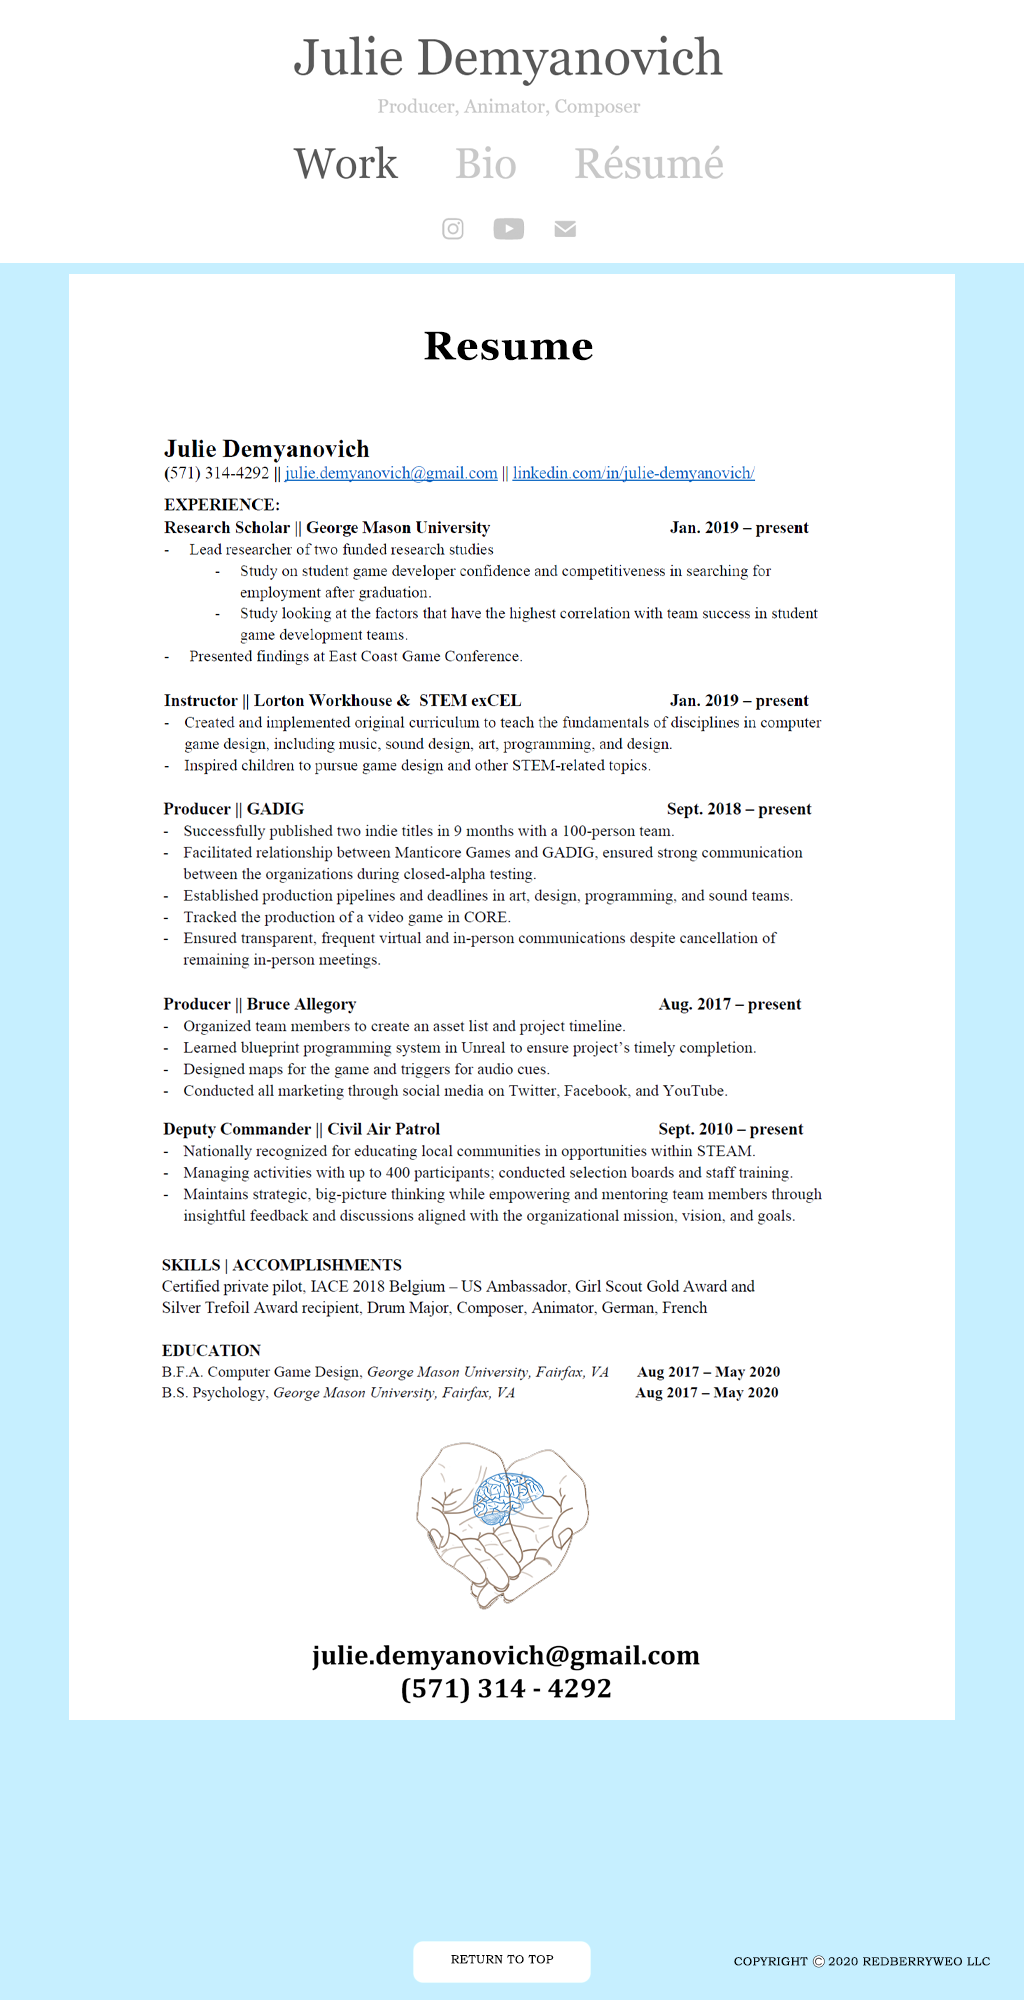 Julie Demyanovich
Producer, Animator, Composer
Work Bio Résumé
Resume
Julie Demyanovich
(571) 314-4292 || julie.demyanovich@gmail.com || linkedin.com/in/julie-demyanovich/
EXPERIENCE:
Research Scholar || George Mason University Jan. 2019 – present
- Lead researcher of two funded research studies
- Study on student game developer confidence and competitiveness in searching for
employment after graduation.
- Study looking at the factors that have the highest correlation with team success in student
game development teams.
- Presented findings at East Coast Game Conference.
Instructor || Lorton Workhouse & STEM exCEL Jan. 2019 – present
- Created and implemented original curriculum to teach the fundamentals of disciplines in computer
game design, including music, sound design, art, programming, and design.
- Inspired children to pursue game design and other STEM-related topics.
Producer || GADIG Sept. 2018 – present
- Successfully published two indie titles in 9 months with a 100-person team.
- Facilitated relationship between Manticore Games and GADIG, ensured strong communication
between the organizations during closed-alpha testing.
- Established production pipelines and deadlines in art, design, programming, and sound teams.
- Tracked the production of a video game in CORE.
- Ensured transparent, frequent virtual and in-person communications despite cancellation of
remaining in-person meetings.
Producer || Bruce Allegory Aug. 2017 – present
- Organized team members to create an asset list and project timeline.
- Learned blueprint programming system in Unreal to ensure project's timely completion.
- Designed maps for the game and triggers for audio cues.
- Conducted all marketing through social media on Twitter, Facebook, and YouTube.
Deputy Commander || Civil Air Patrol Sept. 2010 – present
- Nationally recognized for educating local communities in opportunities within STEAM.
- Managing activities with up to 400 participants; conducted selection boards and staff training.
- Maintains strategic, big-picture thinking while empowering and mentoring team members through
insightful feedback and discussions aligned with the organizational mission, vision, and goals.
SKILLS | ACCOMPLISHMENTS
Certified private pilot, IACE 2018 Belgium – US Ambassador, Girl Scout Gold Award and
Silver Trefoil Award recipient, Drum Major, Composer, Animator, German, French
EDUCATION
B.F.A. Computer Game Design, George Mason University, Fairfax, VA Aug 2017 – May 2020
B.S. Psychology, George Mason University, Fairfax, VA Aug 2017 – May 2020
julie.demyanovich@gmail.com
(571) 314 - 4292
RETURN TO TOP
COPYRIGHT © 2020 REDBERRYWEO LLC